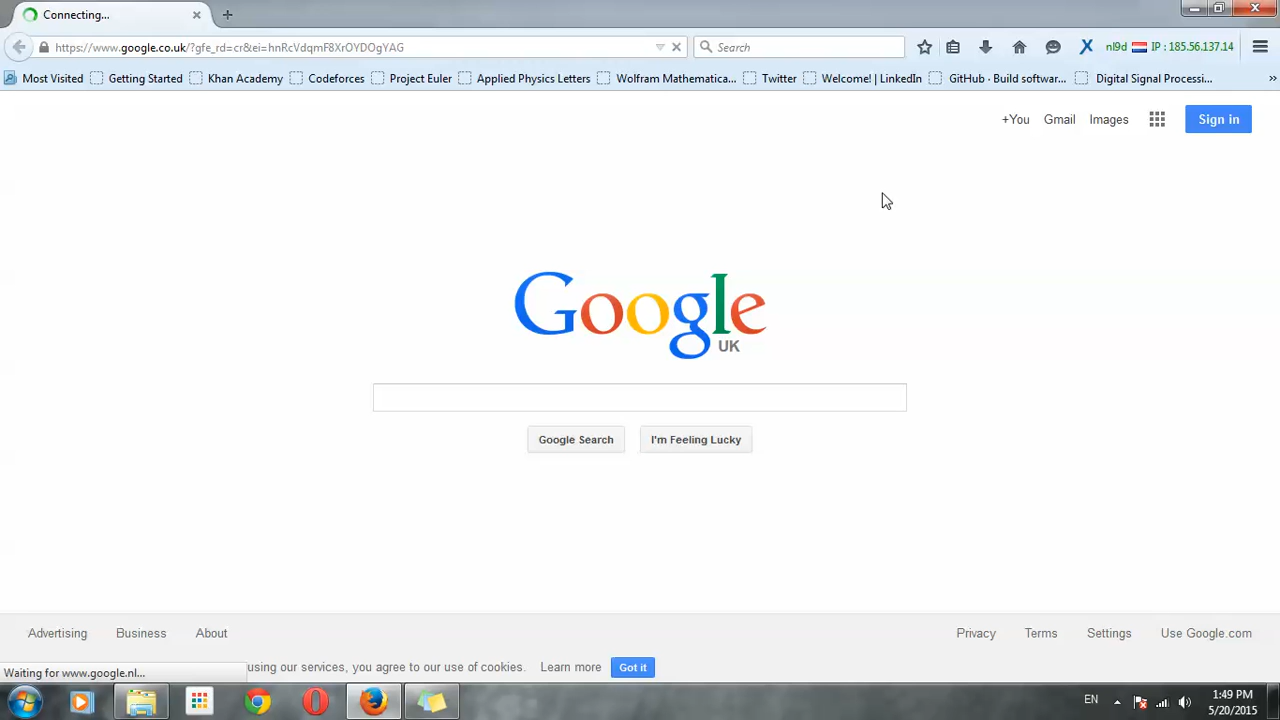 Connecting...
https://www.google.co.uk/?gfe_rd=cr&ei=hnRcVdqmF8XrOYDOgYAG
Search
nl9d IP : 185.56.137.14
Most Visited Getting Started Khan Academy Codeforces Project Euler Applied Physics Letters Wolfram Mathematica... Twitter Welcome! | LinkedIn GitHub · Build softwar... Digital Signal Processi... »
+You Gmail Images Sign in
Google
UK
Google Search I'm Feeling Lucky
Advertising Business About Privacy Terms Settings Use Google.com
using our services, you agree to our use of cookies. Learn more Got it
Waiting for www.google.nl...
EN 1:49 PM
5/20/2015